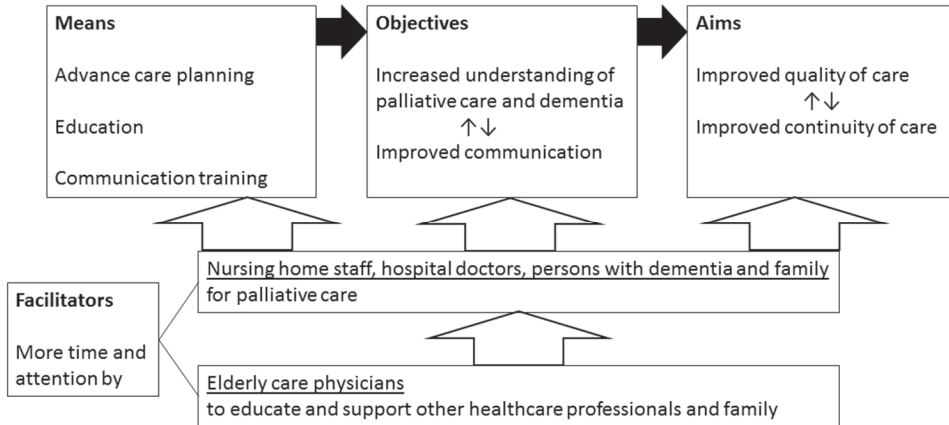 Means
Advance care planning
Education
Communication training
Objectives
Increased understanding of
palliative care and dementia
↑↓
Improved communication
Aims
Improved quality of care
↑↓
Improved continuity of care
Facilitators
More time and
attention by
Nursing home staff, hospital doctors, persons with dementia and family
for palliative care
Elderly care physicians
to educate and support other healthcare professionals and family